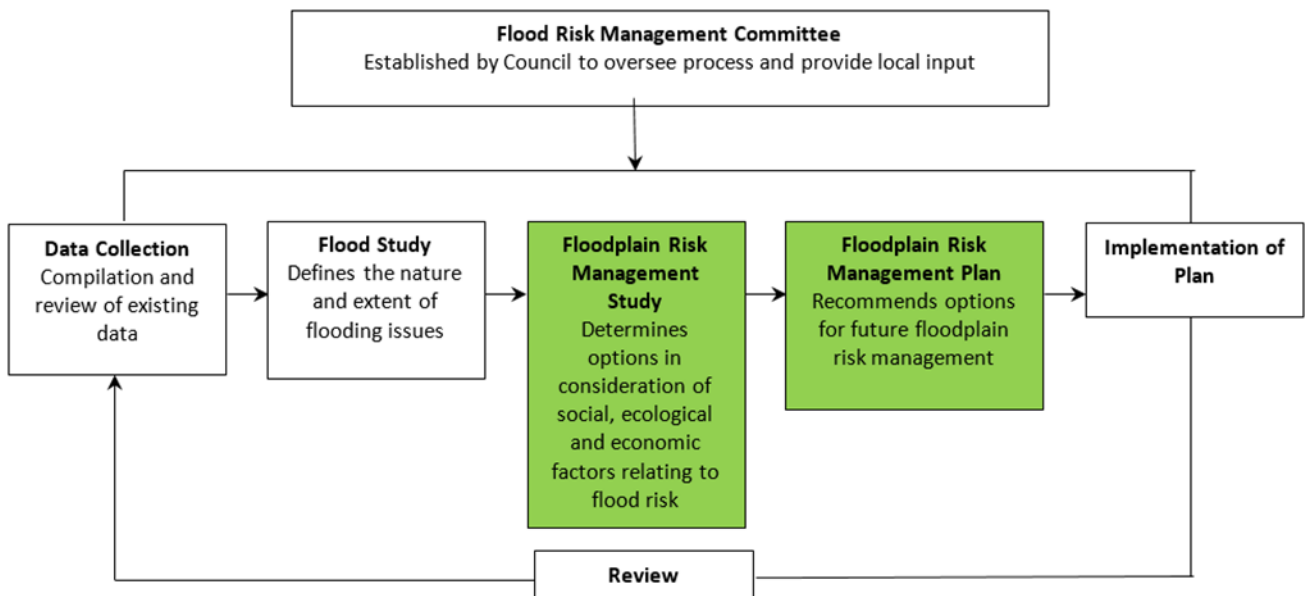 Flood Risk Management Committee
Established by Council to oversee process and provide local input
Data Collection
Compilation and
review of existing
data
Flood Study
Defines the nature
and extent of
flooding issues
Floodplain Risk
Management
Study
Determines
options in
consideration of
social, ecological
and economic
factors relating to
flood risk
Floodplain Risk
Management Plan
Recommends options
for future floodplain
risk management
Implementation of
Plan
Review